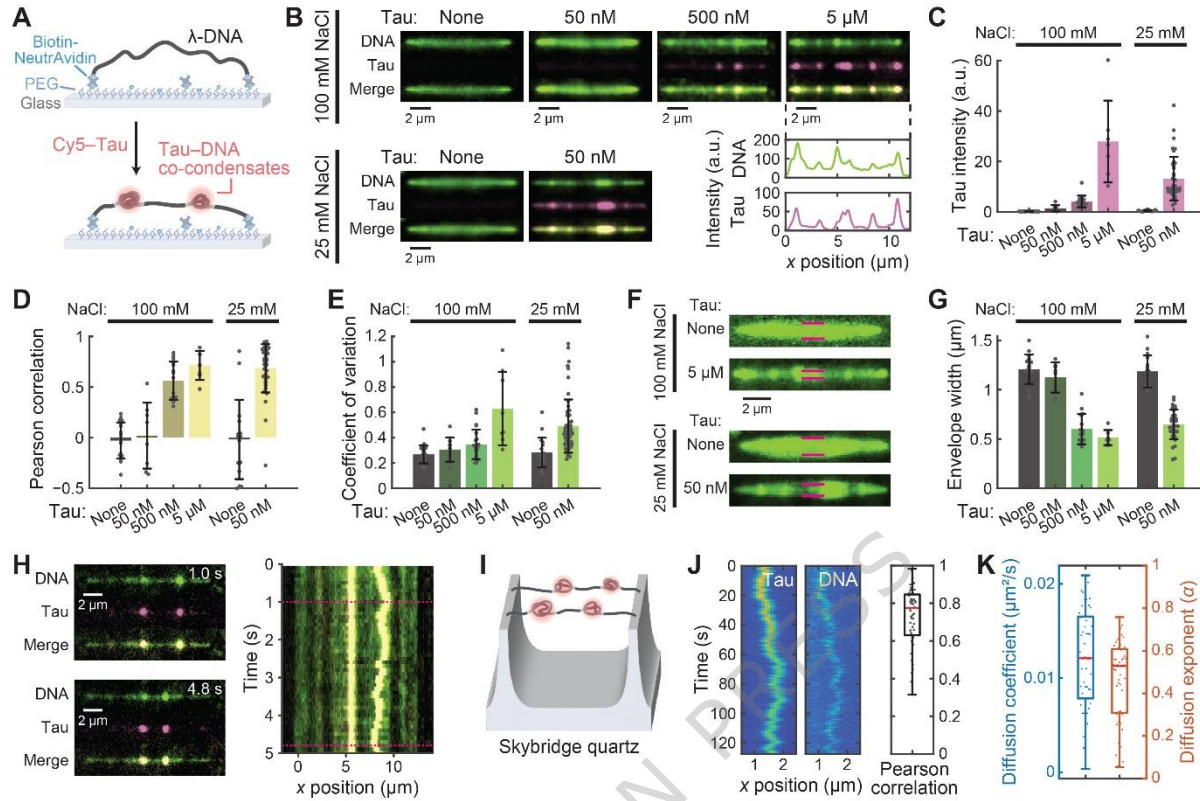 A
λ-DNA
Biotin-
NeutrAvidin
PEG
Glass
Cy5–Tau
Tau–DNA
co-condensates
B
Tau: None 50 nM 500 nM 5 µM
100 mM NaCl
DNA
Tau
Merge
2 µm 2 µm 2 µm 2 µm
Tau: None 50 nM
25 mM NaCl
DNA
Tau
Merge
2 µm 2 µm
Intensity (a.u.)
DNA
200
100
0
Tau
100
50
0
0 5 10
x position (µm)
C
NaCl: 100 mM 25 mM
Tau intensity (a.u.)
60
40
20
0
Tau: None 50 nM 500 nM 5 µM None 50 nM
D
NaCl: 100 mM 25 mM
Pearson correlation
1
0.5
0
−0.5
Tau: None 50 nM 500 nM 5 µM None 50 nM
E
NaCl: 100 mM 25 mM
Coefficient of variation
1.2
1.0
0.8
0.6
0.4
0.2
0
Tau: None 50 nM 500 nM 5 µM None 50 nM
F
Tau:
100 mM NaCl
None
5 µM
2 µm
Tau:
25 mM NaCl
None
50 nM
G
NaCl: 100 mM 25 mM
Envelope width (µm)
1.5
1
0.5
0
Tau: None 50 nM 500 nM 5 µM None 50 nM
H
1.0 s
DNA
2 µm
Tau
Merge
4.8 s
DNA
2 µm
Tau
Merge
Time (s)
0
1
2
3
4
5
0 5 10
x position (µm)
I
Skybridge quartz
J
Tau DNA
Time (s)
0
20
40
60
80
100
120
1 2 1 2
x position (µm)
1
0.8
0.6
0.4
0.2
0
Pearson
correlation
K
Diffusion coefficient (µm²/s)
0.02
0.01
0
1
0.8
0.6
0.4
0.2
0
Diffusion exponent (α)
N PRESS